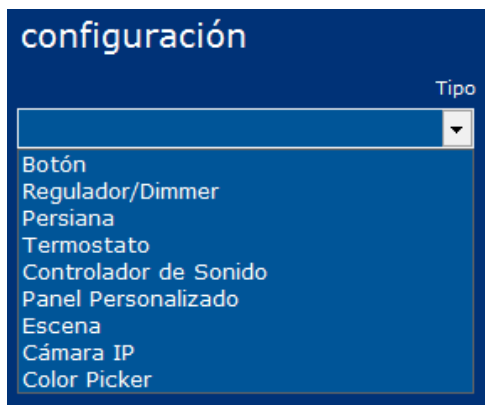 configuración
Tipo
Botón
Regulador/Dimmer
Persiana
Termostato
Controlador de Sonido
Panel Personalizado
Escena
Cámara IP
Color Picker